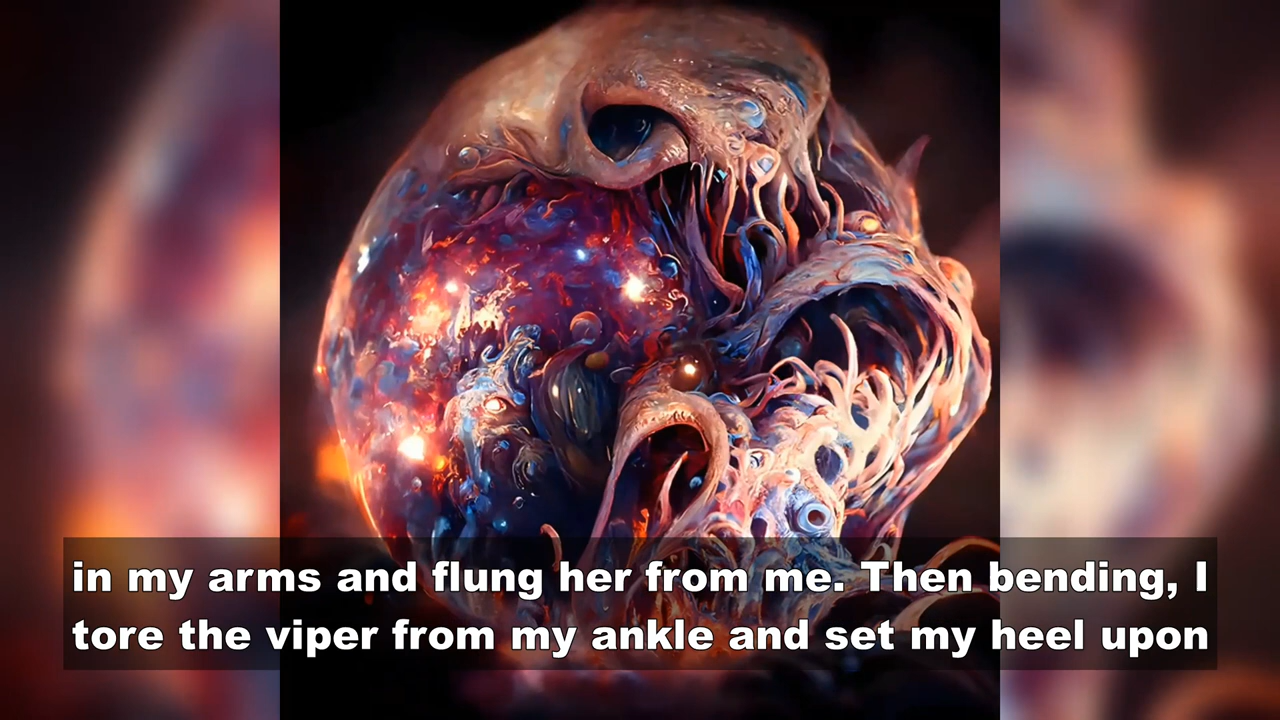 in my arms and flung her from me. Then bending, I
tore the viper from my ankle and set my heel upon